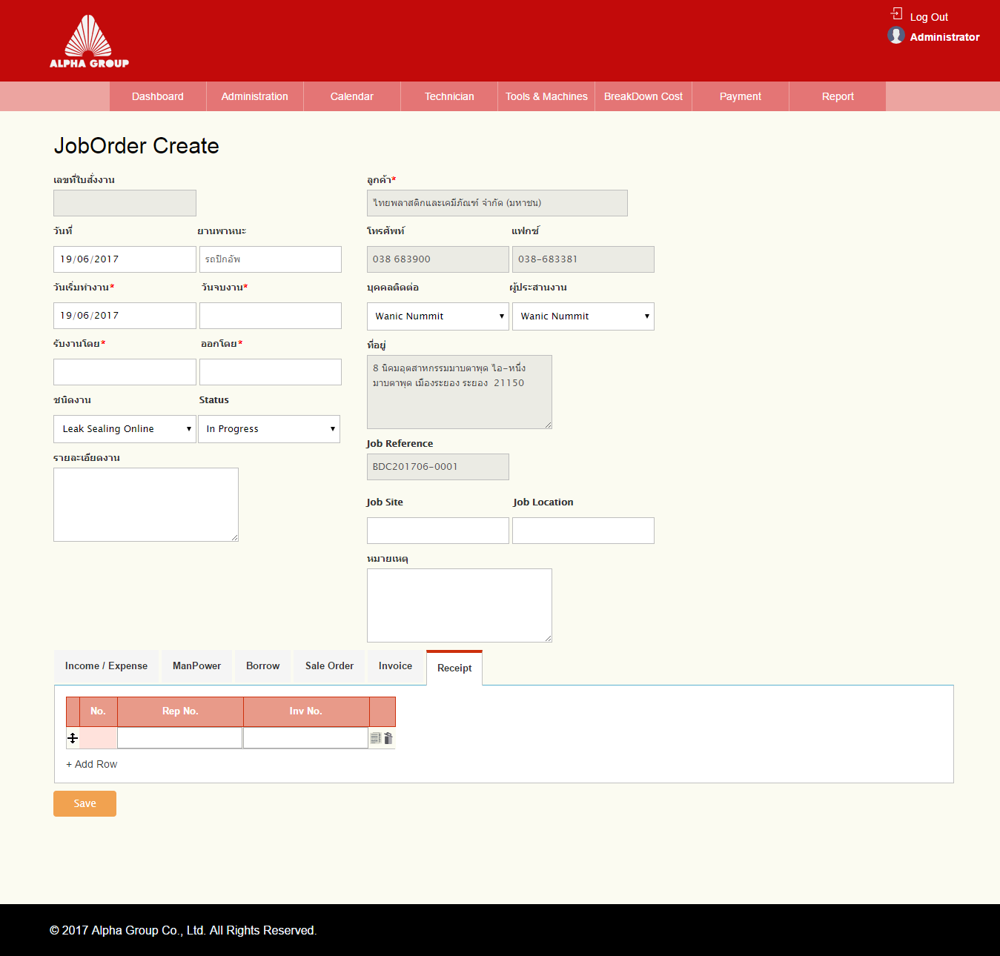 Log Out
Administrator
ALPHA GROUP
Dashboard Administration Calendar Technician Tools & Machines BreakDown Cost Payment Report
JobOrder Create
เลขที่ใบสั่งงาน
ลูกค้า*
ไทยพลาสติกและเคมีภัณฑ์ จำกัด (มหาชน)
วันที่ ยานพาหนะ
โทรศัพท์ แฟกซ์
19/06/2017 รถปิกอัพ
038 683900 038-683381
วันเริ่มทำงาน* วันจบงาน*
บุคคลติดต่อ ผู้ประสานงาน
19/06/2017
Wanic Nummit Wanic Nummit
รับงานโดย* ออกโดย*
ที่อยู่
8 นิคมอุตสาหกรรมมาบตาพุด ไอ-หนึ่ง
มาบตาพุด เมืองระยอง ระยอง 21150
ชนิดงาน Status
Leak Sealing Online In Progress
Job Reference
BDC201706-0001
รายละเอียดงาน
Job Site Job Location
หมายเหตุ
Income / Expense ManPower Borrow Sale Order Invoice Receipt
No. Rep No. Inv No.
+ Add Row
Save
© 2017 Alpha Group Co., Ltd. All Rights Reserved.